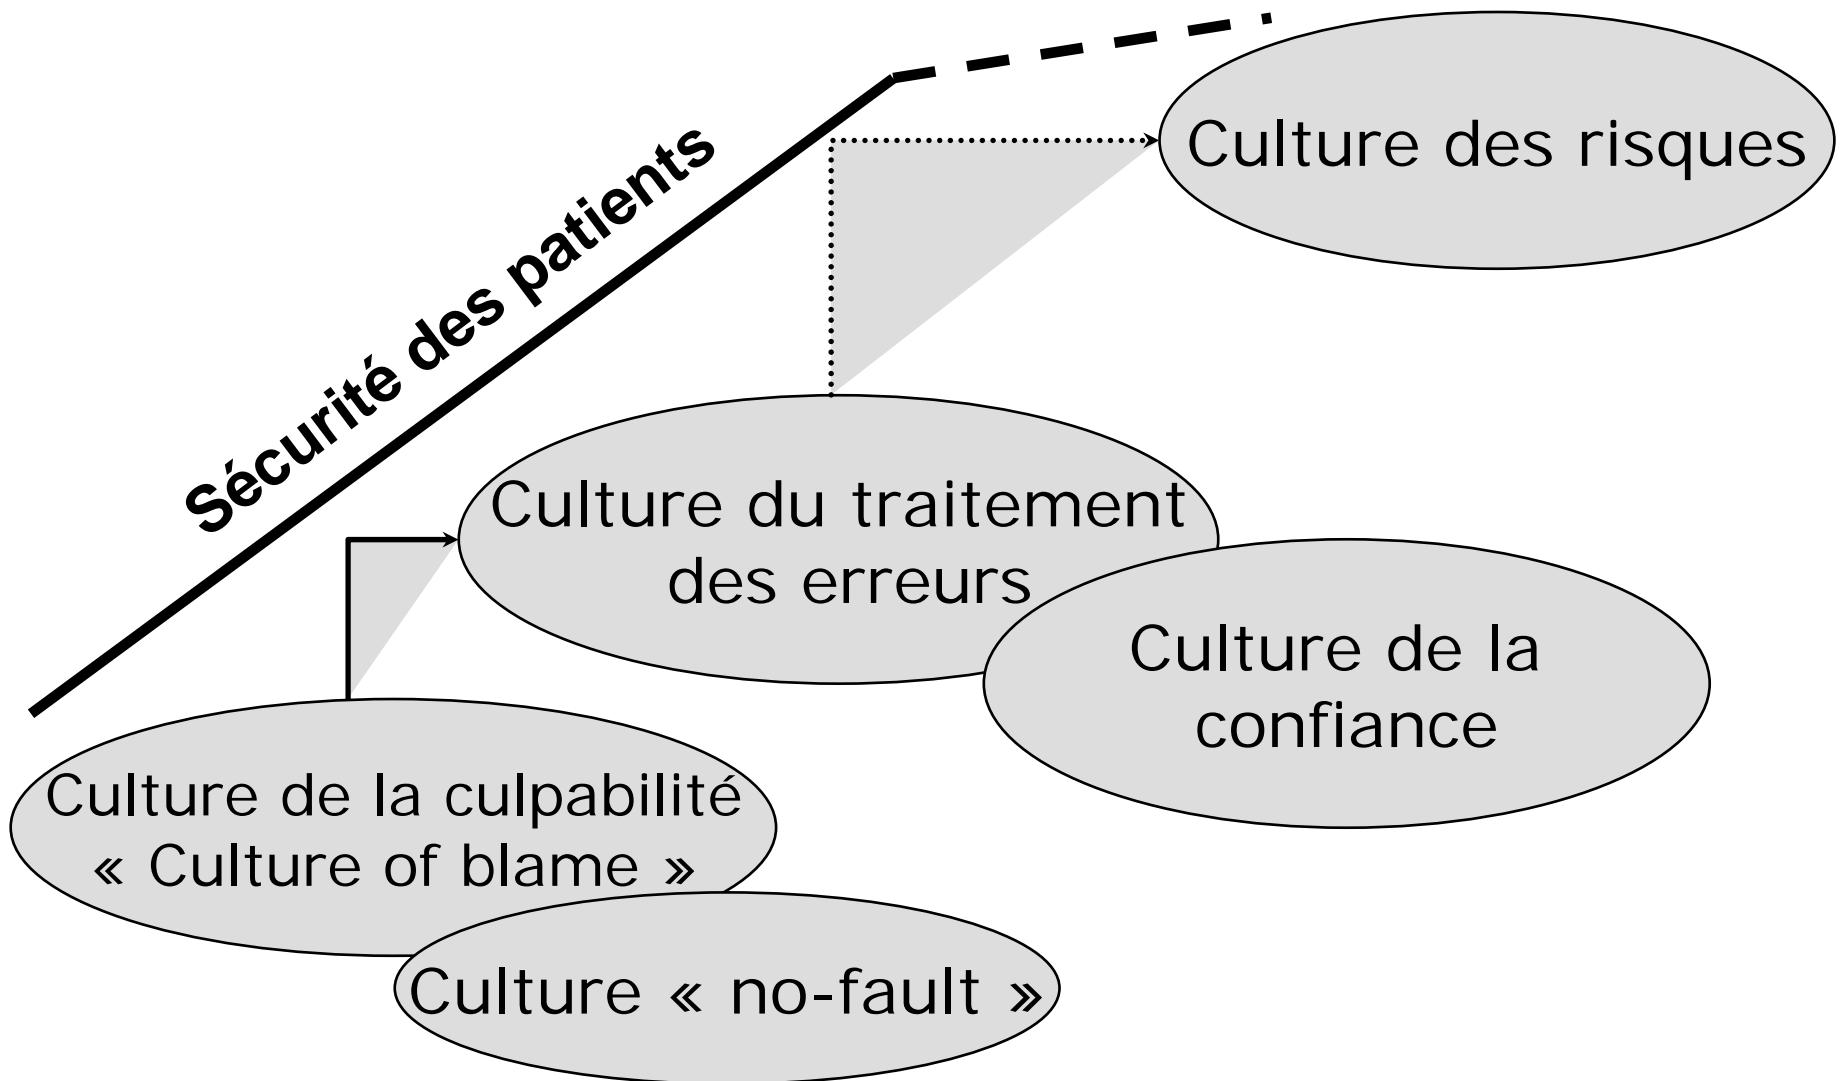 Culture des risques
Sécurité des patients
Culture du traitement
des erreurs
Culture de la
confiance
Culture de la culpabilité
« Culture of blame »
Culture « no-fault »